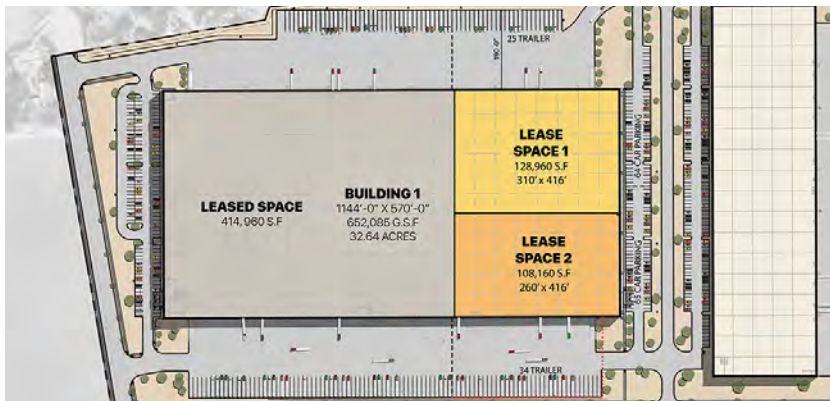 25 TRAILER
190'-0"
LEASED SPACE
414,960 S.F
BUILDING 1
1144'-0" X 570'-0"
652,085 G.S.F
32.64 ACRES
LEASE
SPACE 1
128,960 S.F
310' x 416'
LEASE
SPACE 2
108,160 S.F
260' x 416'
64 CAR PARKING
65 CAR PARKING
34 TRAILER